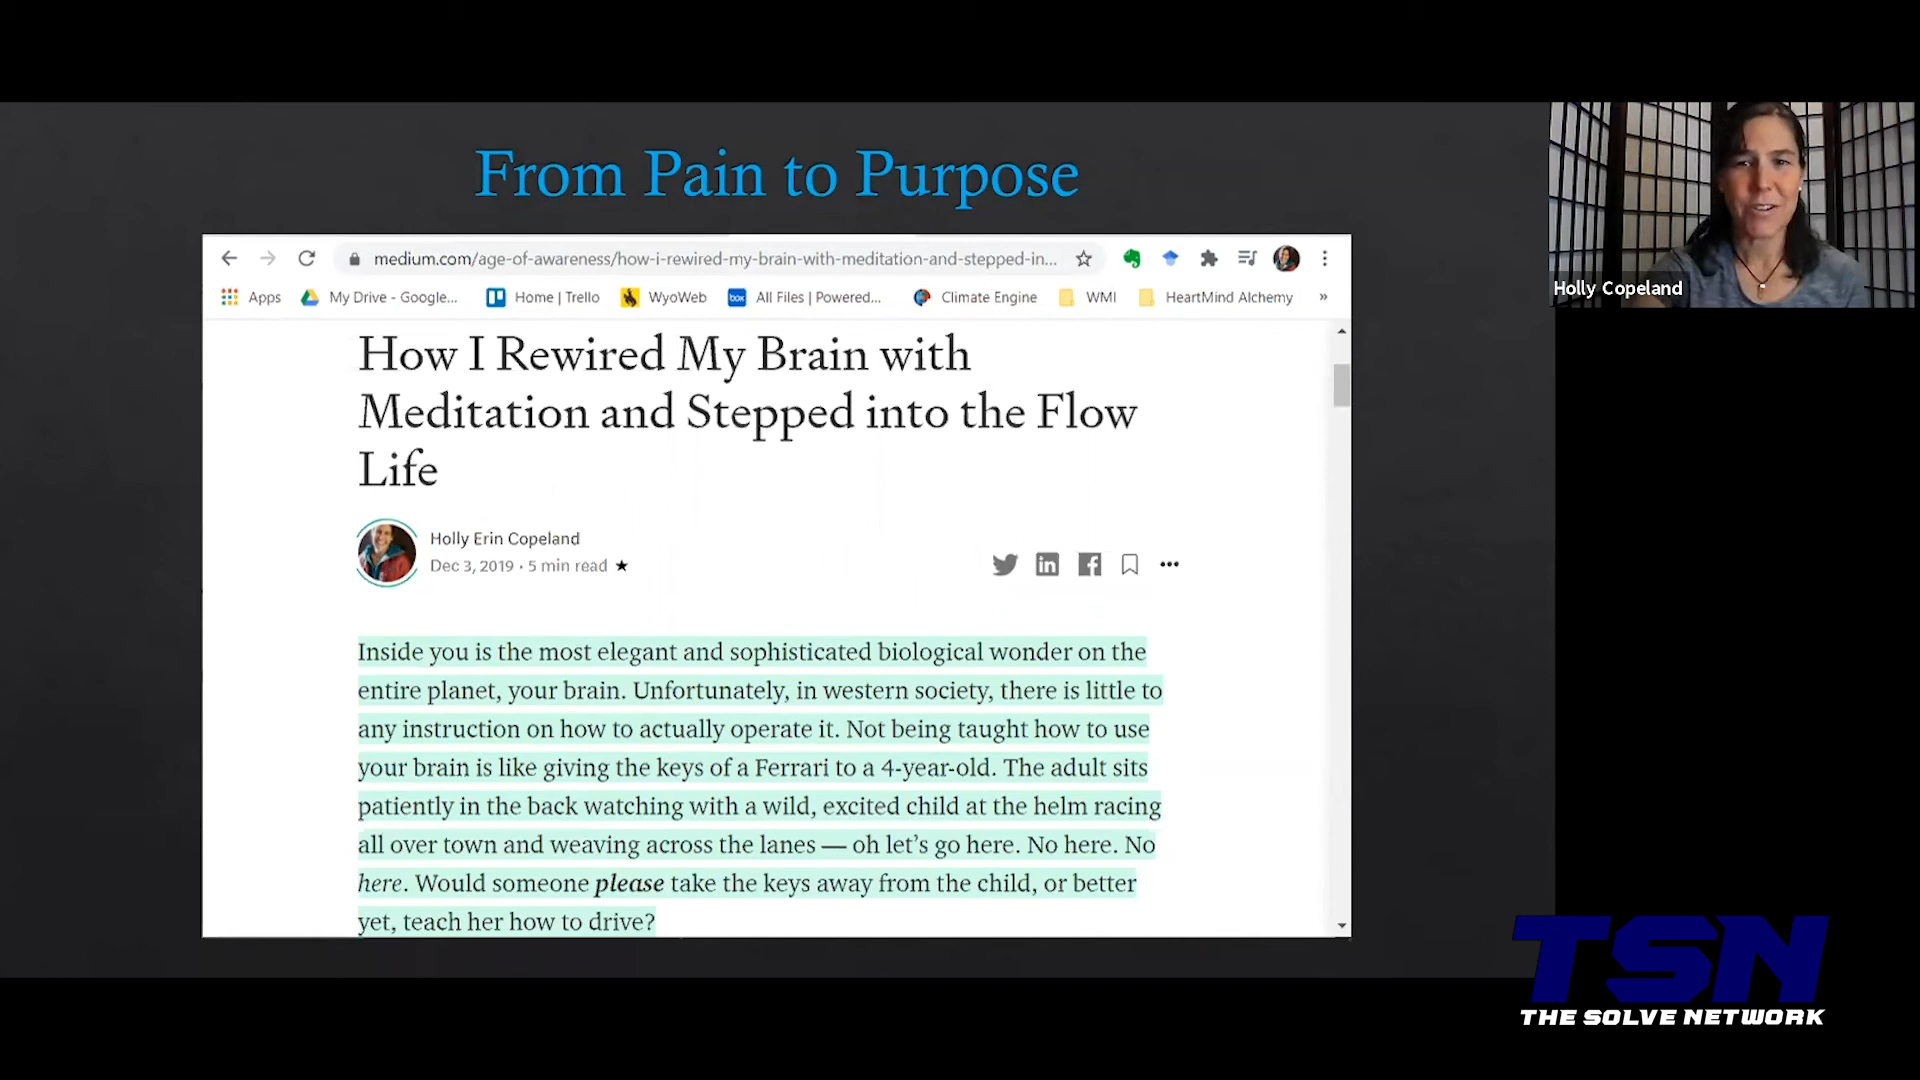 From Pain to Purpose
medium.com/age-of-awareness/how-i-rewired-my-brain-with-meditation-and-stepped-in...
Apps My Drive - Google... Home | Trello WyoWeb box All Files | Powered... Climate Engine WMI HeartMind Alchemy »
How I Rewired My Brain with
Meditation and Stepped into the Flow
Life
Holly Erin Copeland
Dec 3, 2019 · 5 min read ★
Inside you is the most elegant and sophisticated biological wonder on the
entire planet, your brain. Unfortunately, in western society, there is little to
any instruction on how to actually operate it. Not being taught how to use
your brain is like giving the keys of a Ferrari to a 4-year-old. The adult sits
patiently in the back watching with a wild, excited child at the helm racing
all over town and weaving across the lanes — oh let’s go here. No here. No
here. Would someone please take the keys away from the child, or better
yet, teach her how to drive?
Holly Copeland
TSN
THE SOLVE NETWORK